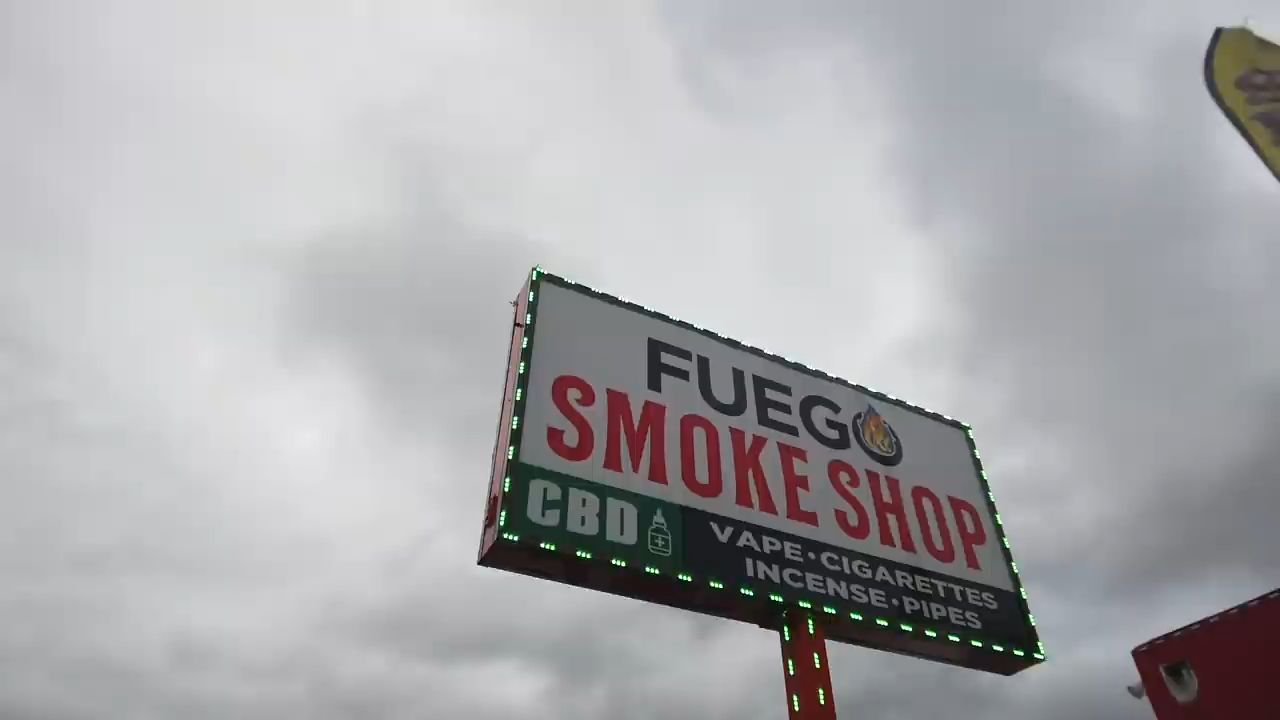 FUEGO
SMOKE SHOP
CBD
VAPE•CIGARETTES
INCENSE•PIPES